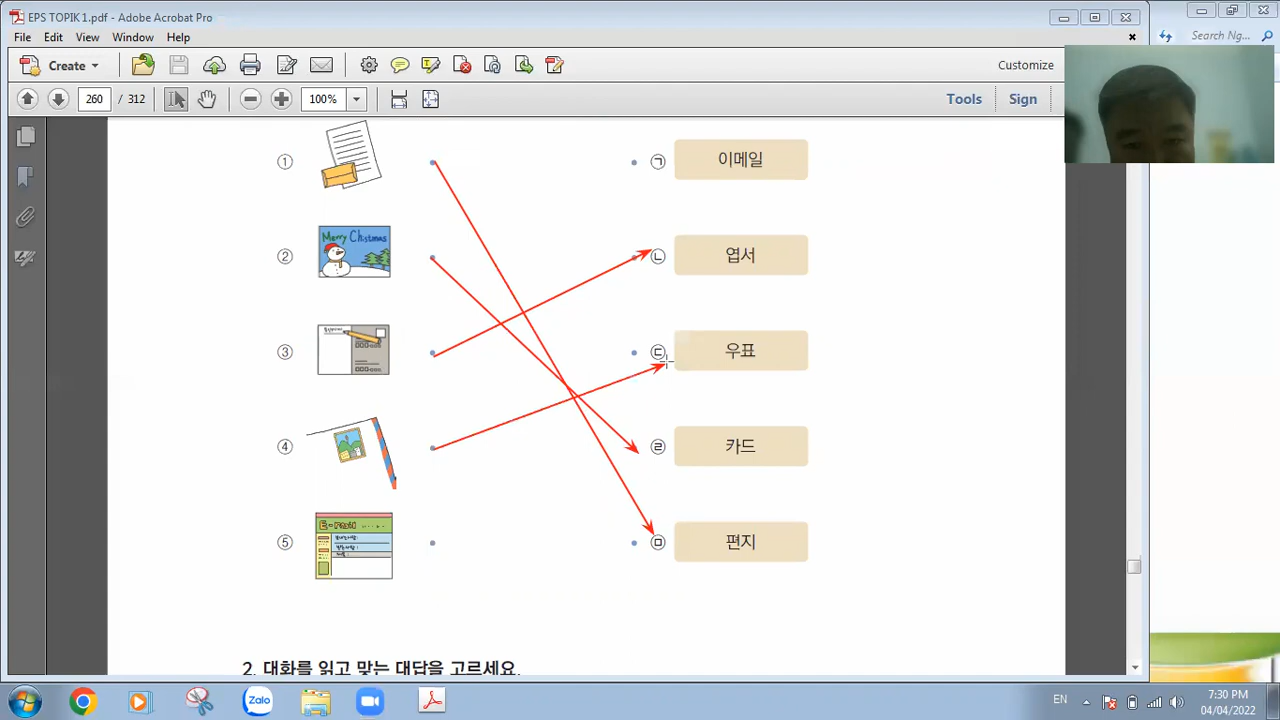 EPS TOPIK 1.pdf - Adobe Acrobat Pro
File Edit View Window Help
Search Ng...
Create
Customize
260 / 312
100%
Tools Sign
① ㉠ 이메일
② Merry Christmas ㉡ 엽서
③ ㉢ 우표
④ ㉣ 카드
⑤ E-mail ㉤ 편지
2. 대화를 읽고 맞는 대답을 고르세요.
Zalo
EN
7:30 PM
04/04/2022